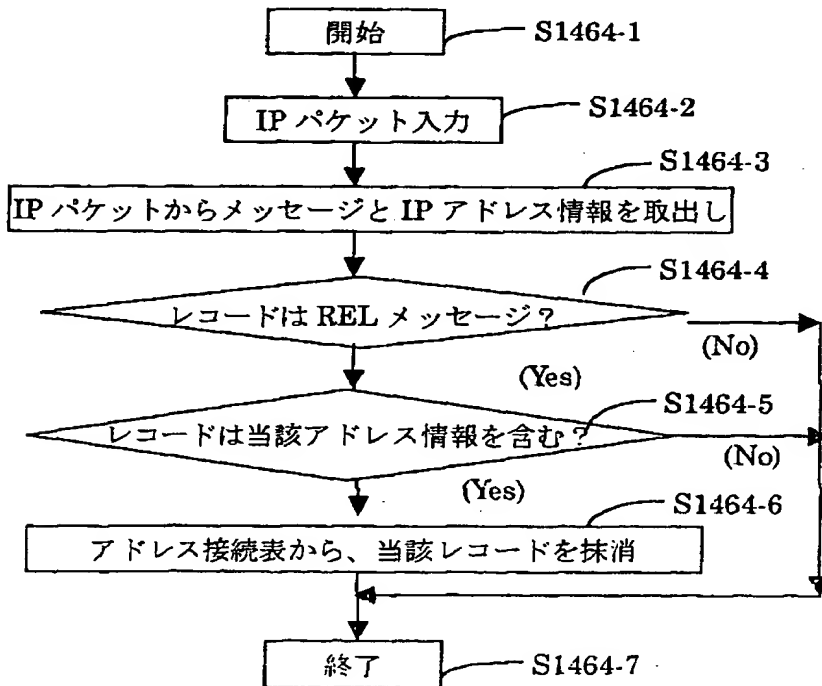 開始
S1464-1
IP パケット入力
S1464-2
S1464-3
IP パケットからメッセージと IP アドレス情報を取出し
S1464-4
レコードは REL メッセージ？
(No)
(Yes)
S1464-5
レコードは当該アドレス情報を含む？
(No)
(Yes)
S1464-6
アドレス接続表から、当該レコードを抹消
終了
S1464-7